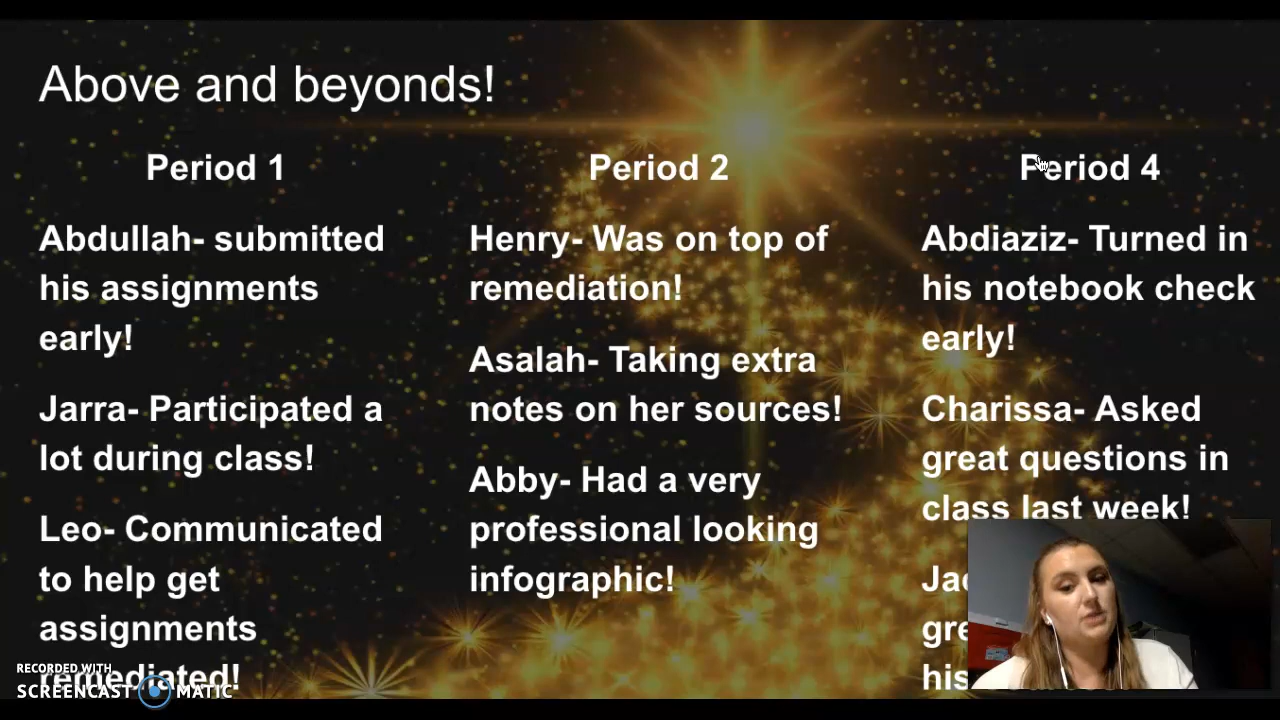 Above and beyonds!
Period 1
Abdullah- submitted
his assignments
early!
Jarra- Participated a
lot during class!
Leo- Communicated
to help get
assignments
remediated!
Period 2
Henry- Was on top of
remediation!
Asalah- Taking extra
notes on her sources!
Abby- Had a very
professional looking
infographic!
Period 4
Abdiaziz- Turned in
his notebook check
early!
Charissa- Asked
great questions in
class last week!
his
RECORDED WITH
SCREENCAST MATIC